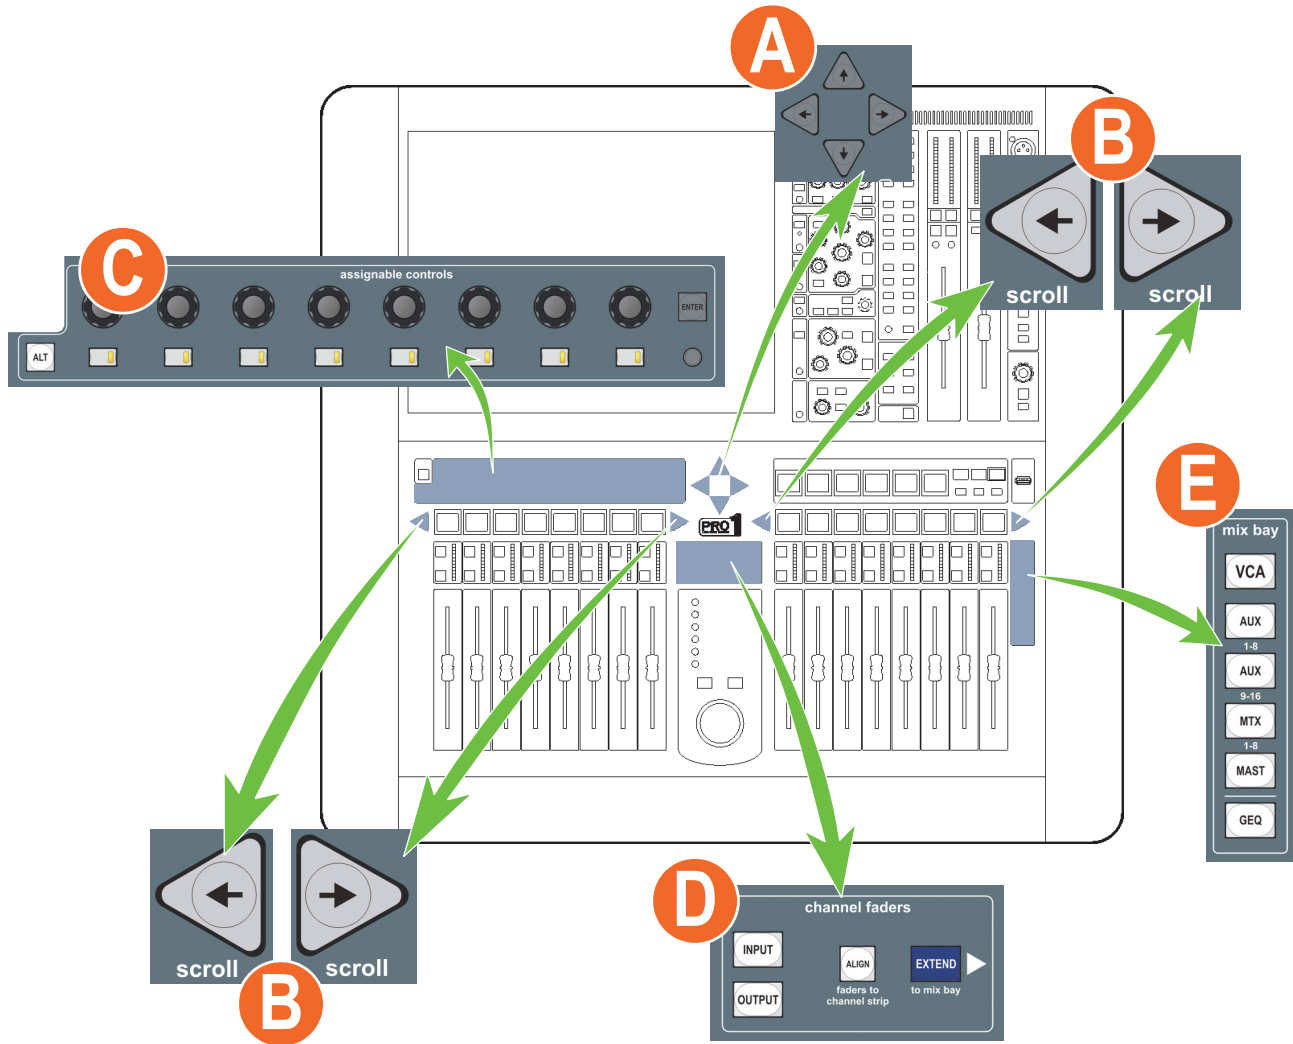 A
B
scroll
scroll
C
assignable controls
ENTER
ALT
PRO1
E
mix bay
VCA
AUX
1-8
AUX
9-16
MTX
1-8
MAST
GEQ
scroll
scroll
B
D
channel faders
INPUT
OUTPUT
ALIGN
faders to
channel strip
EXTEND
to mix bay